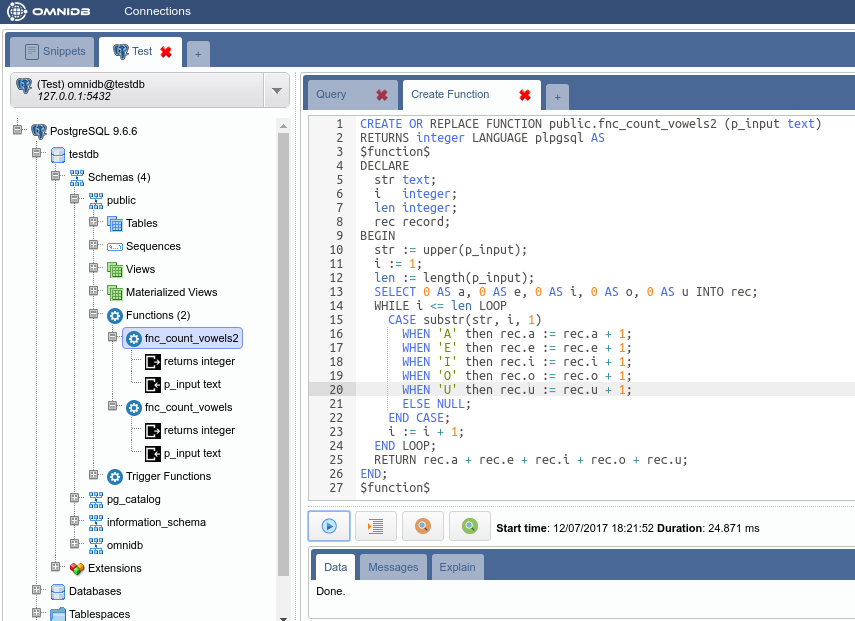 OMNIDB Connections
Snippets Test +
(Test) omnidb@testdb
127.0.0.1:5432
PostgreSQL 9.6.6
testdb
Schemas (4)
public
Tables
Sequences
Views
Materialized Views
Functions (2)
fnc_count_vowels2
returns integer
p_input text
fnc_count_vowels
returns integer
p_input text
Trigger Functions
pg_catalog
information_schema
omnidb
Extensions
Databases
Tablespaces
Query Create Function +
1 CREATE OR REPLACE FUNCTION public.fnc_count_vowels2 (p_input text)
2 RETURNS integer LANGUAGE plpgsql AS
3 $function$
4 DECLARE
5 str text;
6 i integer;
7 len integer;
8 rec record;
9 BEGIN
10 str := upper(p_input);
11 i := 1;
12 len := length(p_input);
13 SELECT 0 AS a, 0 AS e, 0 AS i, 0 AS o, 0 AS u INTO rec;
14 WHILE i <= len LOOP
15 CASE substr(str, i, 1)
16 WHEN 'A' then rec.a := rec.a + 1;
17 WHEN 'E' then rec.e := rec.e + 1;
18 WHEN 'I' then rec.i := rec.i + 1;
19 WHEN 'O' then rec.o := rec.o + 1;
20 WHEN 'U' then rec.u := rec.u + 1;
21 ELSE NULL;
22 END CASE;
23 i := i + 1;
24 END LOOP;
25 RETURN rec.a + rec.e + rec.i + rec.o + rec.u;
26 END;
27 $function$
Start time: 12/07/2017 18:21:52 Duration: 24.871 ms
Data Messages Explain
Done.